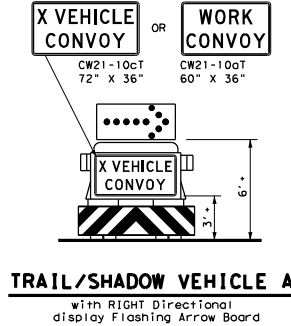 X VEHICLE
CONVOY
OR
WORK
CONVOY
CW21-10cT
72" X 36"
CW21-10aT
60" X 36"
X VEHICLE
CONVOY
3'±
6'±
TRAIL/SHADOW VEHICLE A
with RIGHT Directional
display Flashing Arrow Board